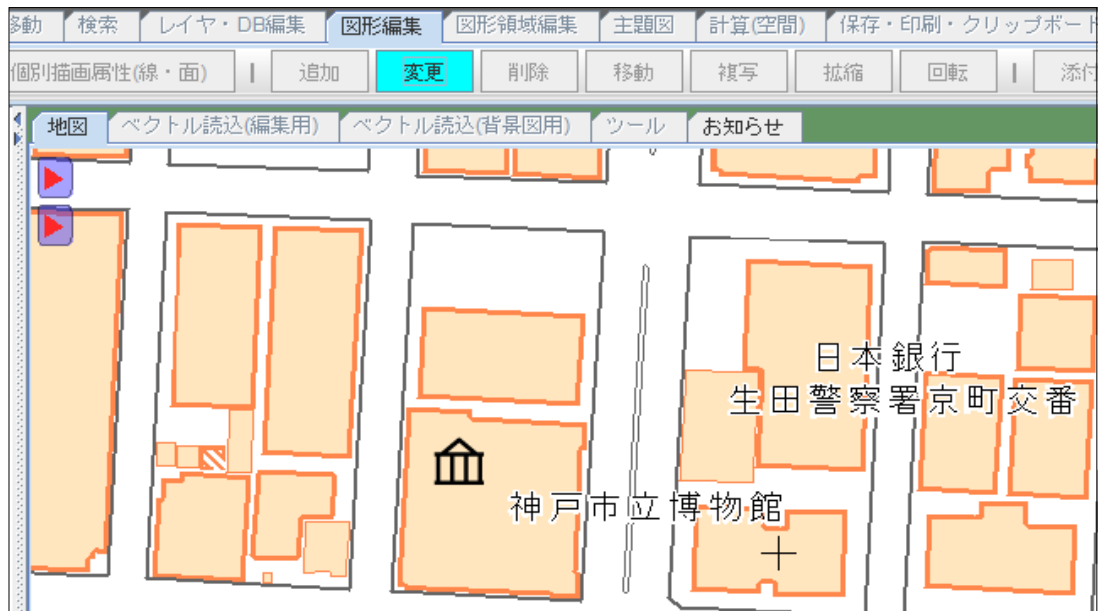 移動 検索 レイヤ・DB編集 図形編集 図形領域編集 主題図 計算(空間) 保存・印刷・クリップボード
個別描画属性(線・面) 追加 変更 削除 移動 複写 拡縮 回転 添付
地図 ベクトル読込(編集用) ベクトル読込(背景図用) ツール お知らせ
日本銀行
生田警察署京町交番
神戸市立博物館